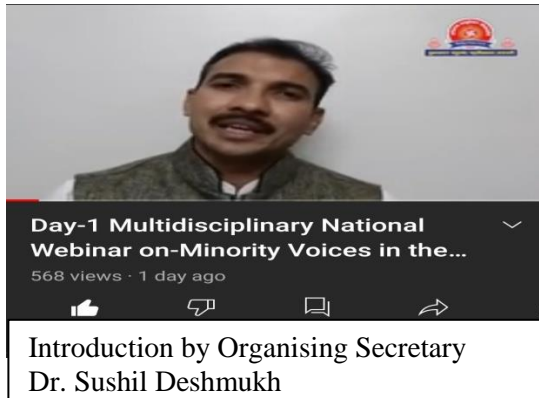 Day-1 Multidisciplinary National
Webinar on-Minority Voices in the...
568 views · 1 day ago
Introduction by Organising Secretary
Dr. Sushil Deshmukh